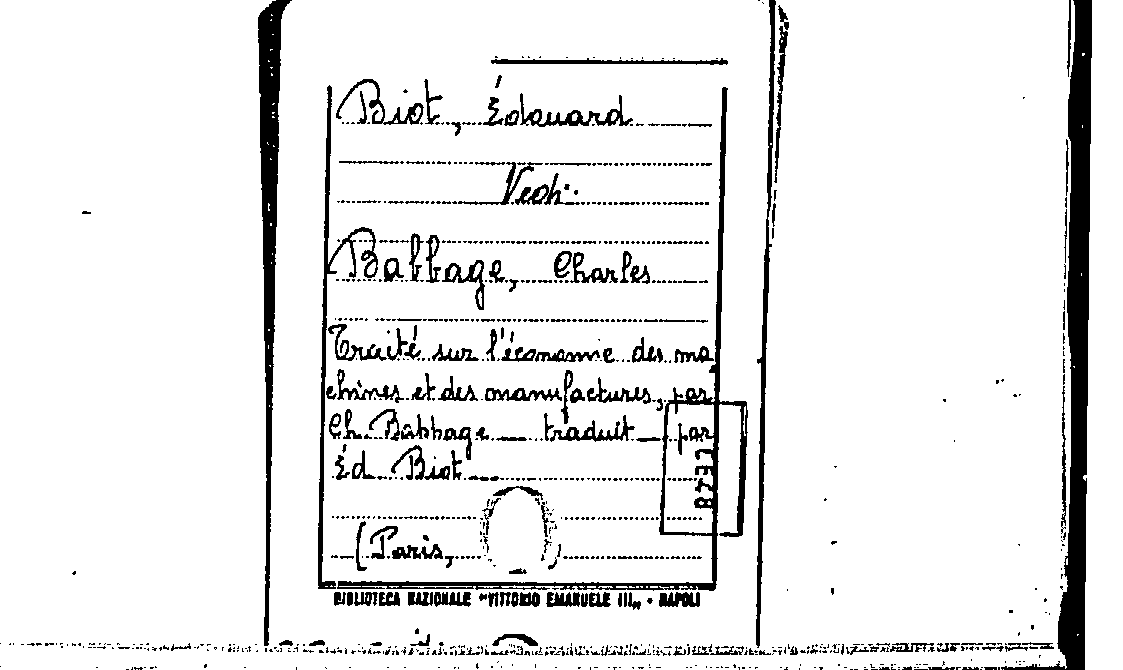 Biot, Édouard
Vedi:
Babbage, Charles
Traité sur l'économie des ma
chines et des manufactures, par
Ch. Babbage — traduit — par
Éd. Biot —
(Paris, )
BIBLIOTECA NAZIONALE "VITTORIO EMANUELE III„ - NAPOLI